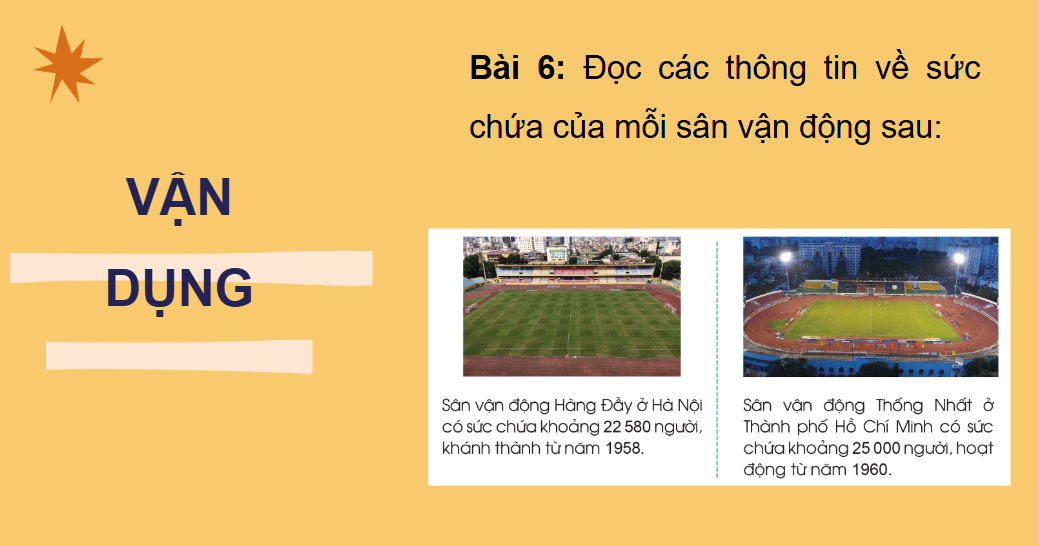 VẬN
DỤNG
Bài 6: Đọc các thông tin về sức
chứa của mỗi sân vận động sau:
Sân vận động Hàng Đẫy ở Hà Nội
có sức chứa khoảng 22 580 người,
khánh thành từ năm 1958.
Sân vận động Thống Nhất ở
Thành phố Hồ Chí Minh có sức
chứa khoảng 25 000 người, hoạt
động từ năm 1960.